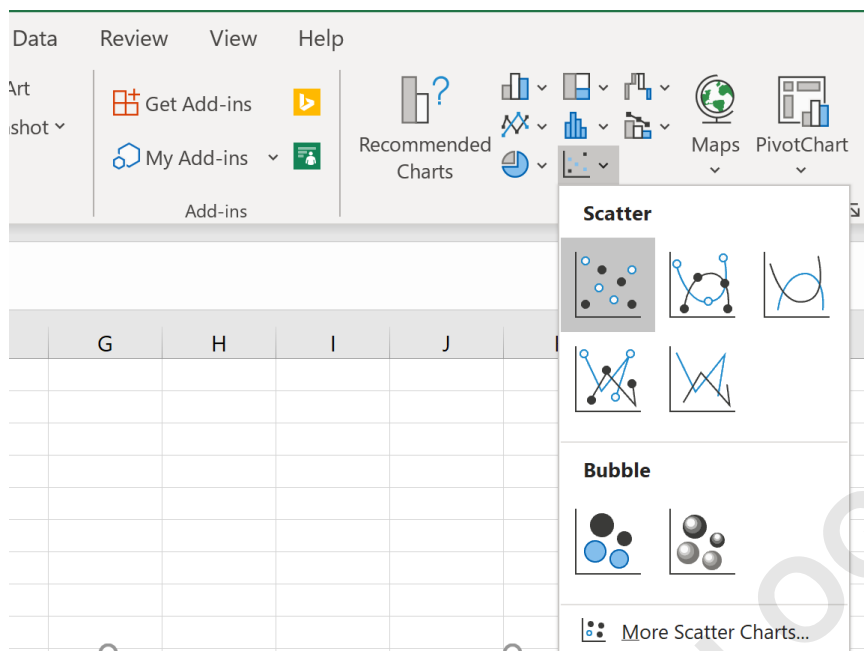 Data Review View Help
Art
shot
Get Add-ins
My Add-ins
Add-ins
Recommended
Charts
Maps
PivotChart
Scatter
G H I J
Bubble
More Scatter Charts...